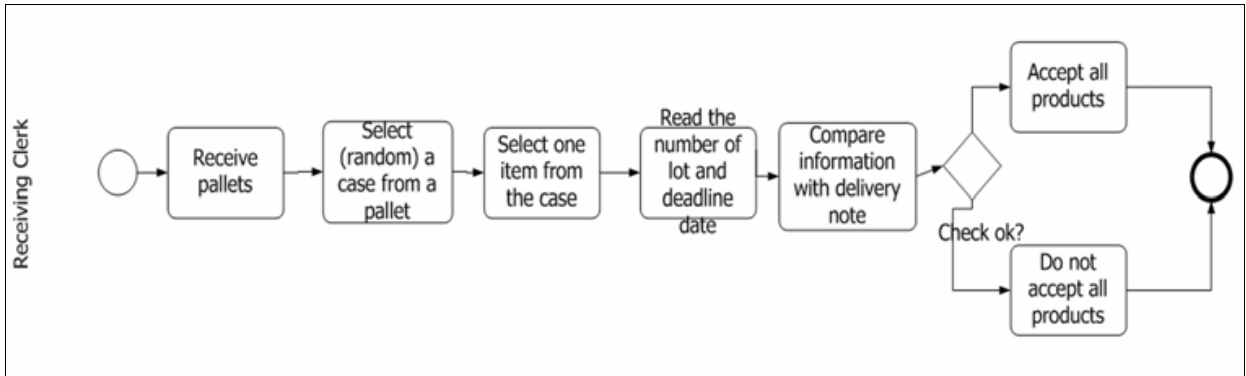 Receiving Clerk
Receive
pallets
Select
(random) a
case from a
pallet
Select one
item from
the case
Read the
number of
lot and
deadline
date
Compare
information
with delivery
note
Check ok?
Accept all
products
Do not
accept all
products